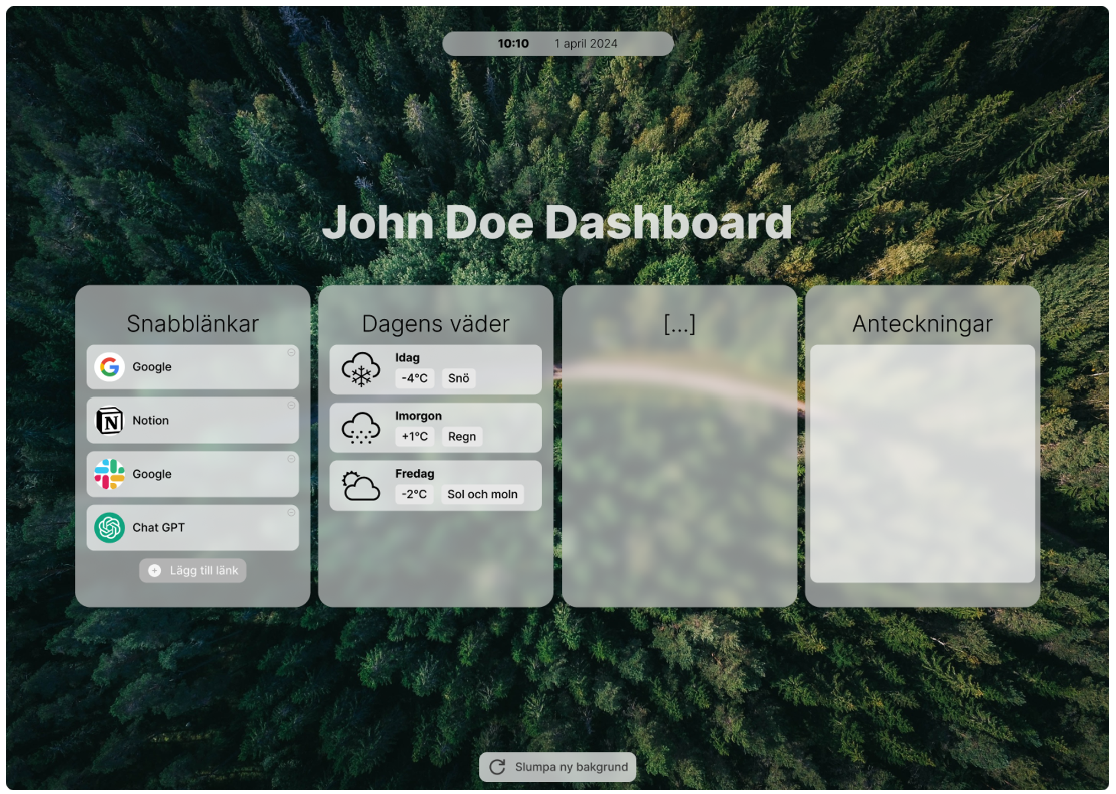 10:10 1 april 2024
John Doe Dashboard
Snabblänkar
Google
Notion
Google
Chat GPT
Lägg till länk
Dagens väder
Idag
-4°C Snö
Imorgon
+1°C Regn
Fredag
-2°C Sol och moln
[...]
Anteckningar
Slumpa ny bakgrund